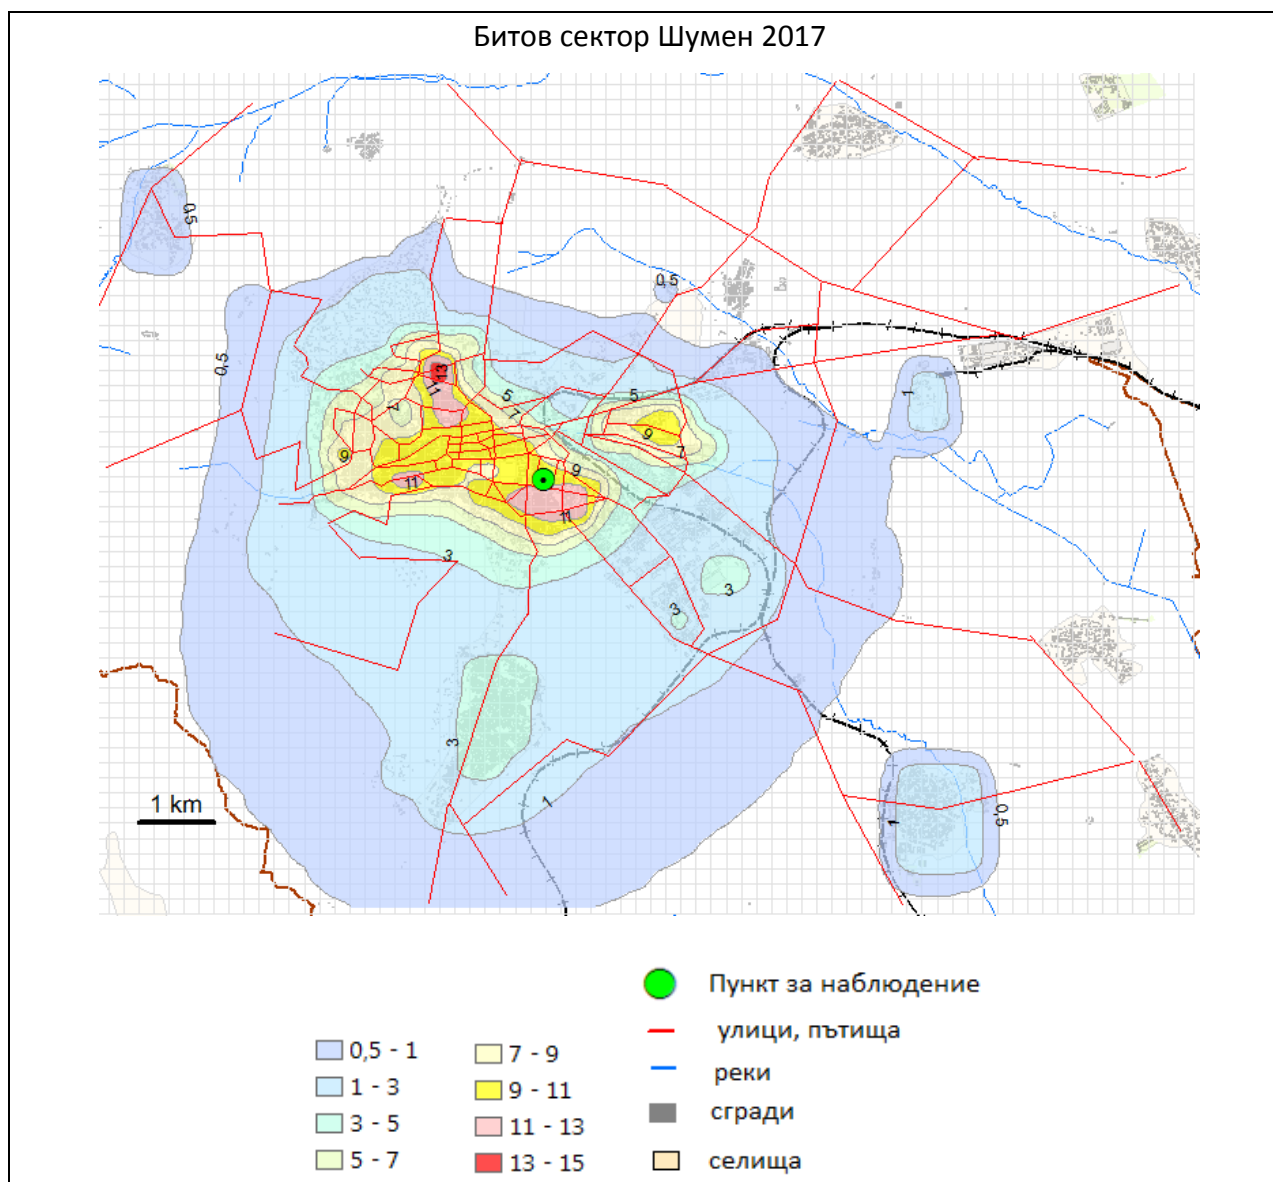 Битов сектор Шумен 2017
0,5
0,5
0,5
5
5
13
11
7
7
1
9
9
7
9
11
11
3
3
3
3
1
1 km
1
0,5
Пункт за наблюдение
улици, пътища
реки
сгради
селища
0,5 - 1
1 - 3
3 - 5
5 - 7
7 - 9
9 - 11
11 - 13
13 - 15